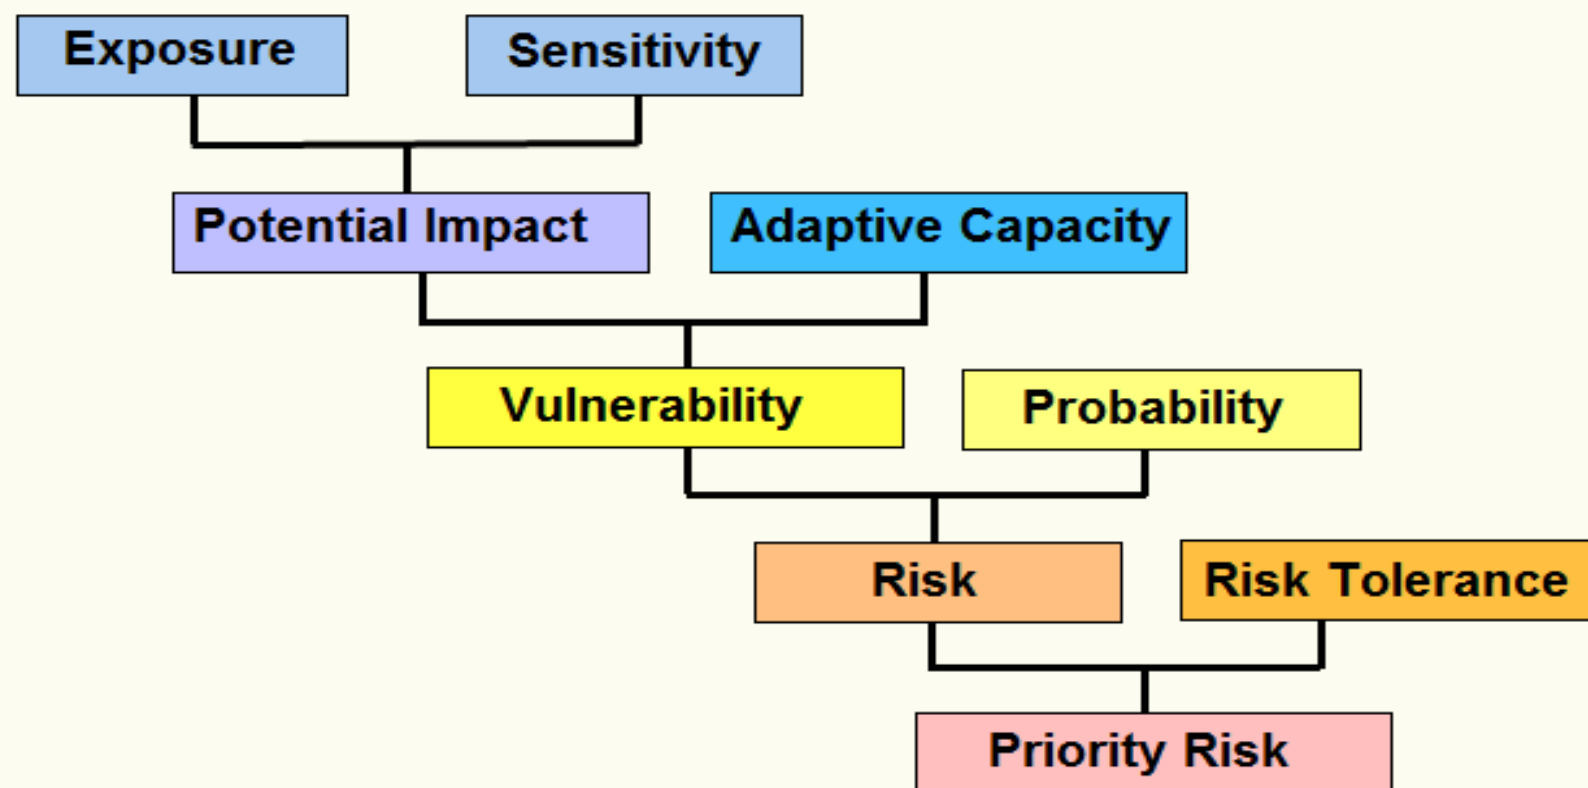 Exposure
Sensitivity
Potential Impact
Adaptive Capacity
Vulnerability
Probability
Risk
Risk Tolerance
Priority Risk